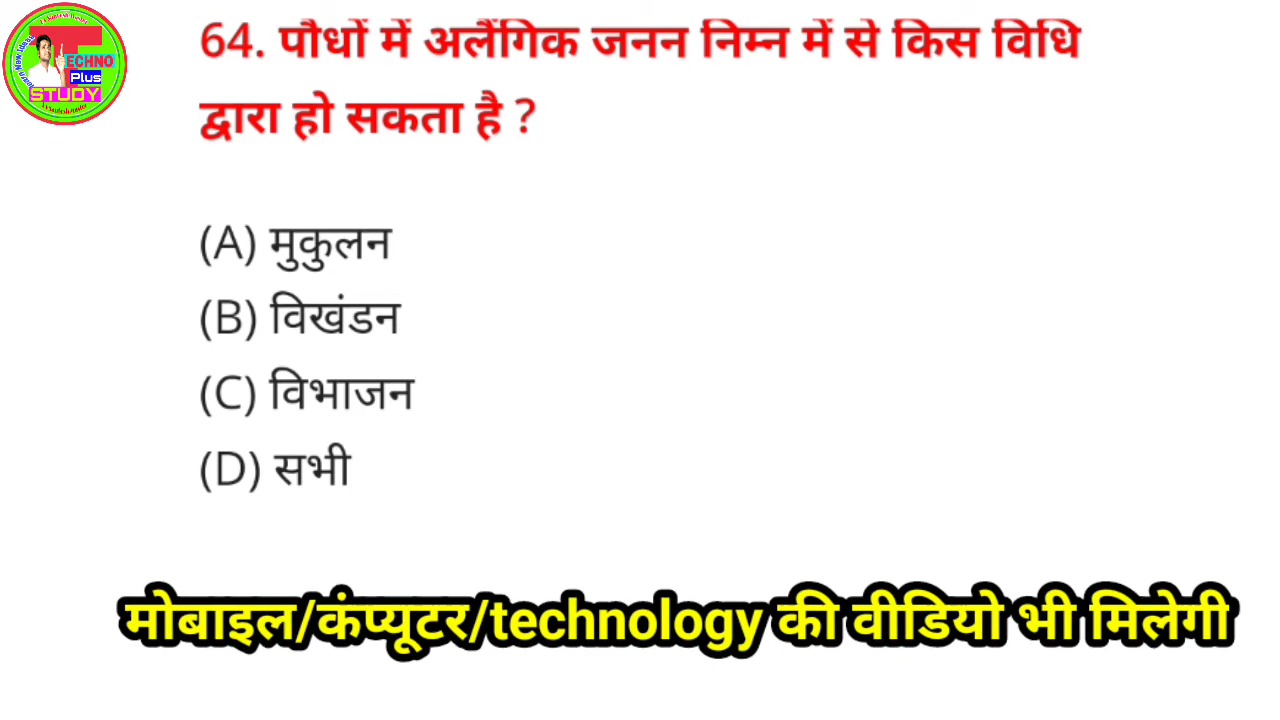 64. पौधों में अलैंगिक जनन निम्न में से किस विधि
द्वारा हो सकता है ?
(A) मुकुलन
(B) विखंडन
(C) विभाजन
(D) सभी
मोबाइल/कंप्यूटर/technology की वीडियो भी मिलेगी
TECHNO
Plus
STUDY